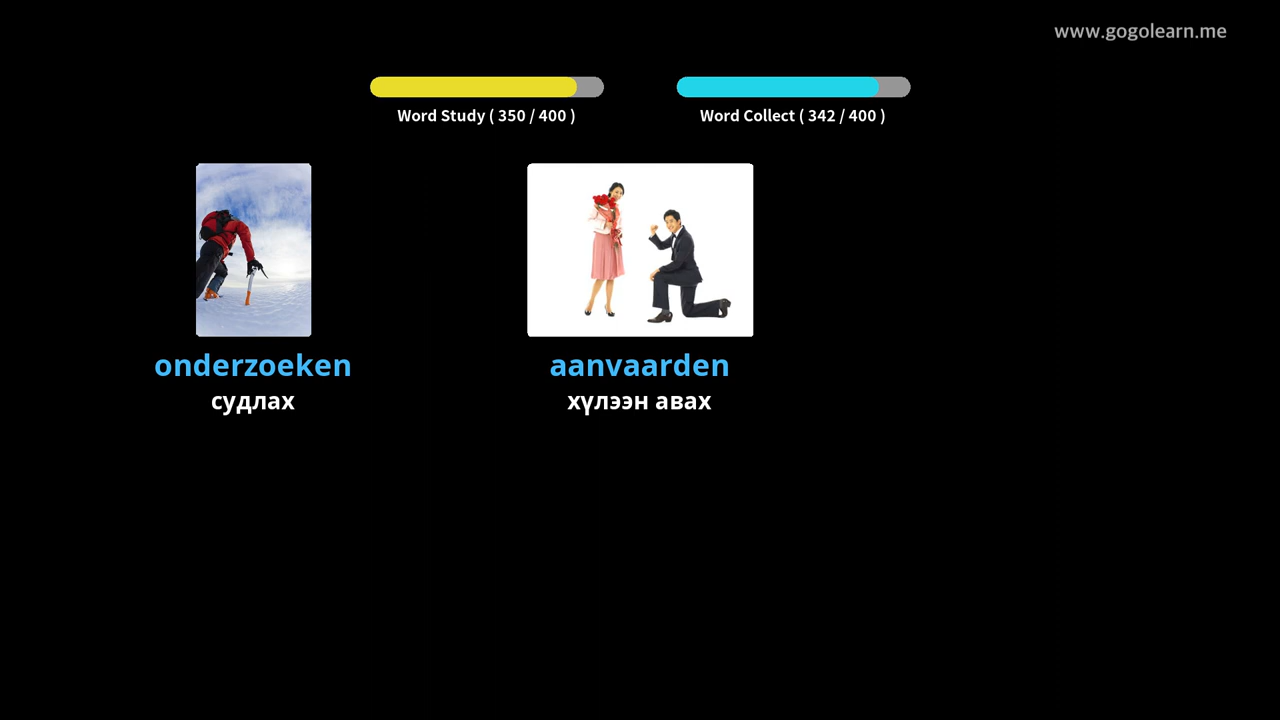 www.gogolearn.me
Word Study ( 350 / 400 )
Word Collect ( 342 / 400 )
onderzoeken
судлах
aanvaarden
хүлээн авах